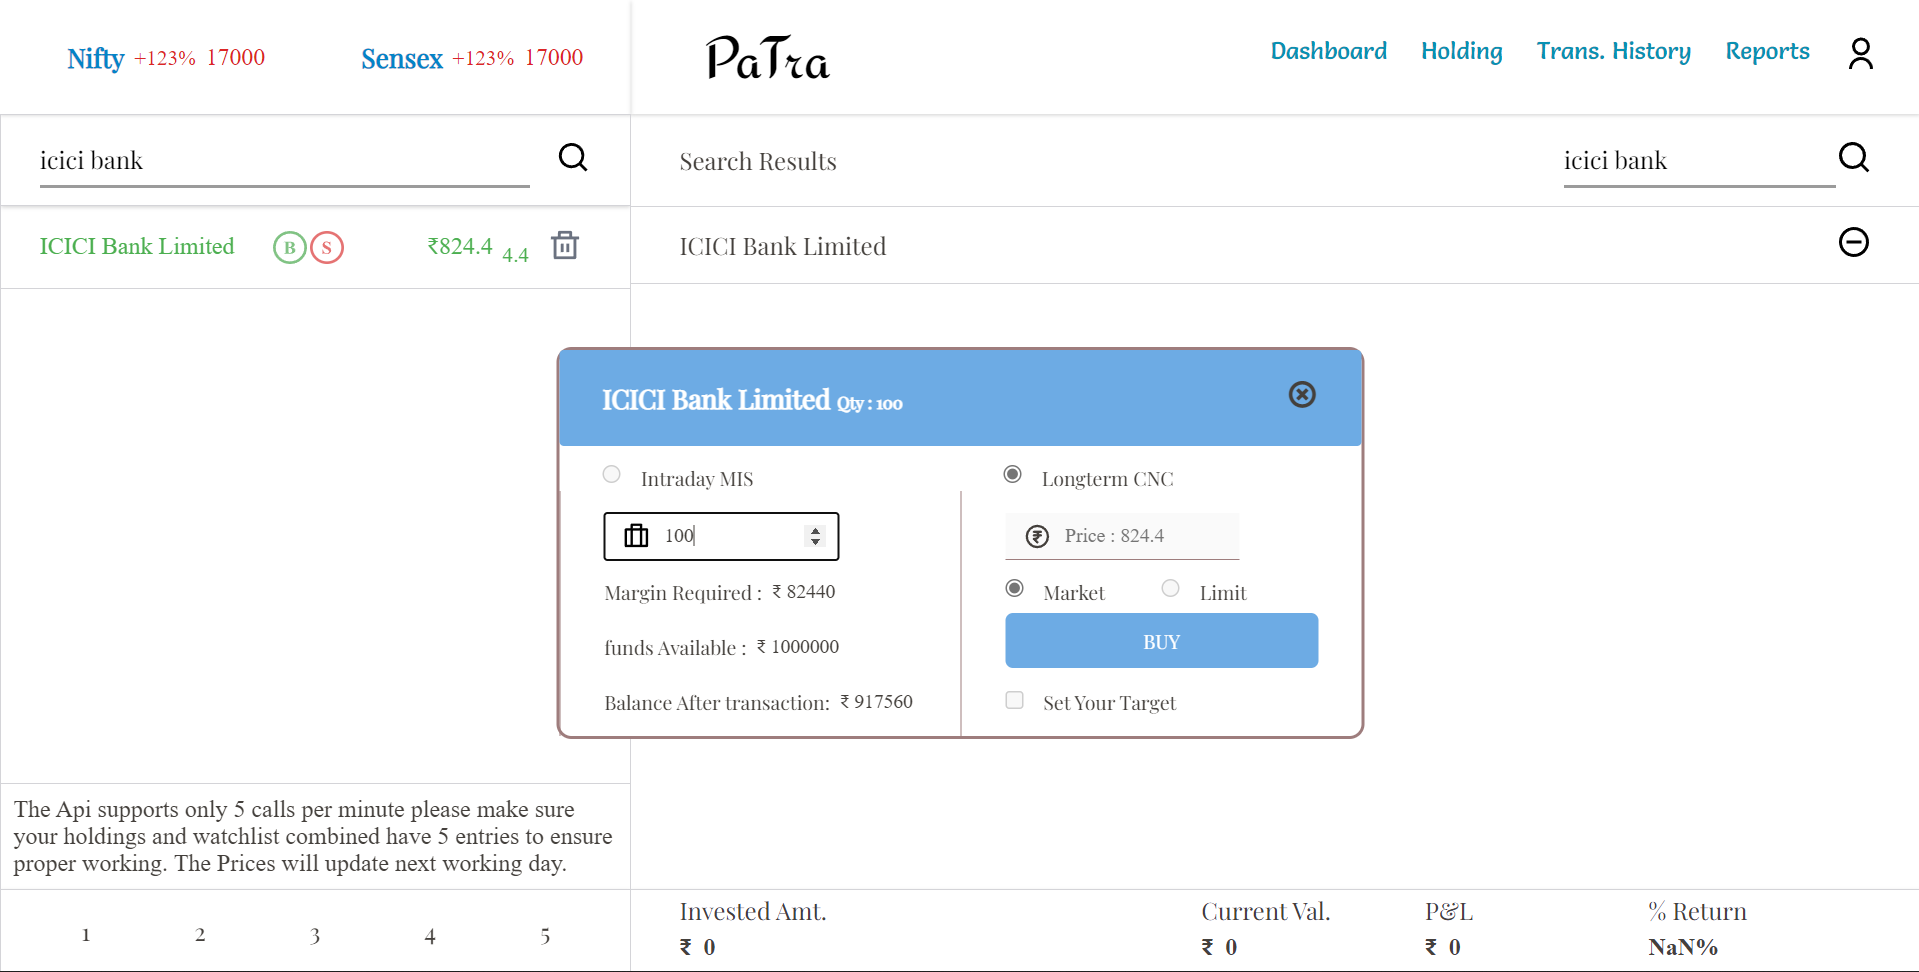 Nifty +123% 17000 Sensex +123% 17000
PaTra
Dashboard Holding Trans. History Reports
icici bank
Search Results
icici bank
ICICI Bank Limited B S ₹824.4 4.4
ICICI Bank Limited
ICICI Bank Limited Qty : 100
Intraday MIS
Longterm CNC
100
Price : 824.4
Margin Required : ₹ 82440
Market Limit
funds Available : ₹ 1000000
BUY
Balance After transaction: ₹ 917560
Set Your Target
The Api supports only 5 calls per minute please make sure
your holdings and watchlist combined have 5 entries to ensure
proper working. The Prices will update next working day.
1 2 3 4 5
Invested Amt. Current Val. P&L % Return
₹ 0 ₹ 0 ₹ 0 NaN%